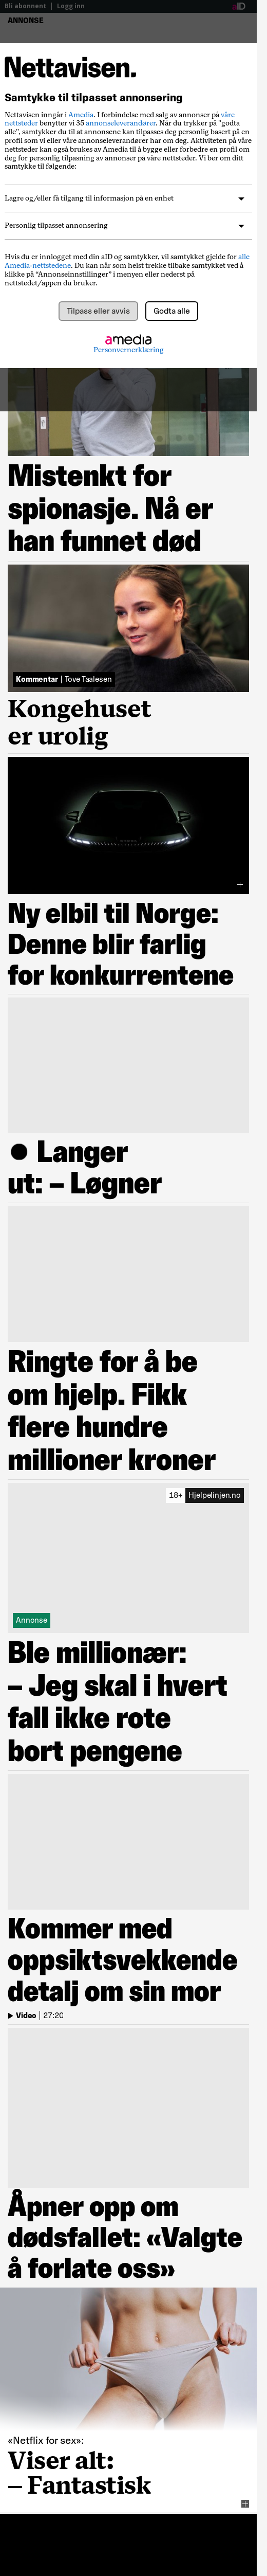 Bli abonnent | Logg inn
aID
ANNONSE
Nettavisen.
Samtykke til tilpasset annonsering
Nettavisen inngår i Amedia. I forbindelse med salg av annonser på våre
nettsteder benytter vi 35 annonseleverandører. Når du trykker på "godta
alle", samtykker du til at annonsene kan tilpasses deg personlig basert på en
profil som vi eller våre annonseleverandører har om deg. Aktiviteten på våre
nettsteder kan også brukes av Amedia til å bygge eller forbedre en profil om
deg for personlig tilpasning av annonser på våre nettsteder. Vi ber om ditt
samtykke til følgende:
Lagre og/eller få tilgang til informasjon på en enhet
Personlig tilpasset annonsering
Hvis du er innlogget med din aID og samtykker, vil samtykket gjelde for alle
Amedia-nettstedene. Du kan når som helst trekke tilbake samtykket ved å
klikke på “Annonseinnstillinger” i menyen eller nederst på
nettstedet/appen du bruker.
Tilpass eller avvis
Godta alle
amedia
Personvernerklæring
Mistenkt for
spionasje. Nå er
han funnet død
Kommentar | Tove Taalesen
Kongehuset
er urolig
Ny elbil til Norge:
Denne blir farlig
for konkurrentene
● Langer
ut: – Løgner
Ringte for å be
om hjelp. Fikk
flere hundre
millioner kroner
18+ Hjelpelinjen.no
Annonse
Ble millionær:
– Jeg skal i hvert
fall ikke rote
bort pengene
Kommer med
oppsiktsvekkende
detalj om sin mor
Video | 27:20
Åpner opp om
dødsfallet: «Valgte
å forlate oss»
«Netflix for sex»:
Viser alt:
– Fantastisk